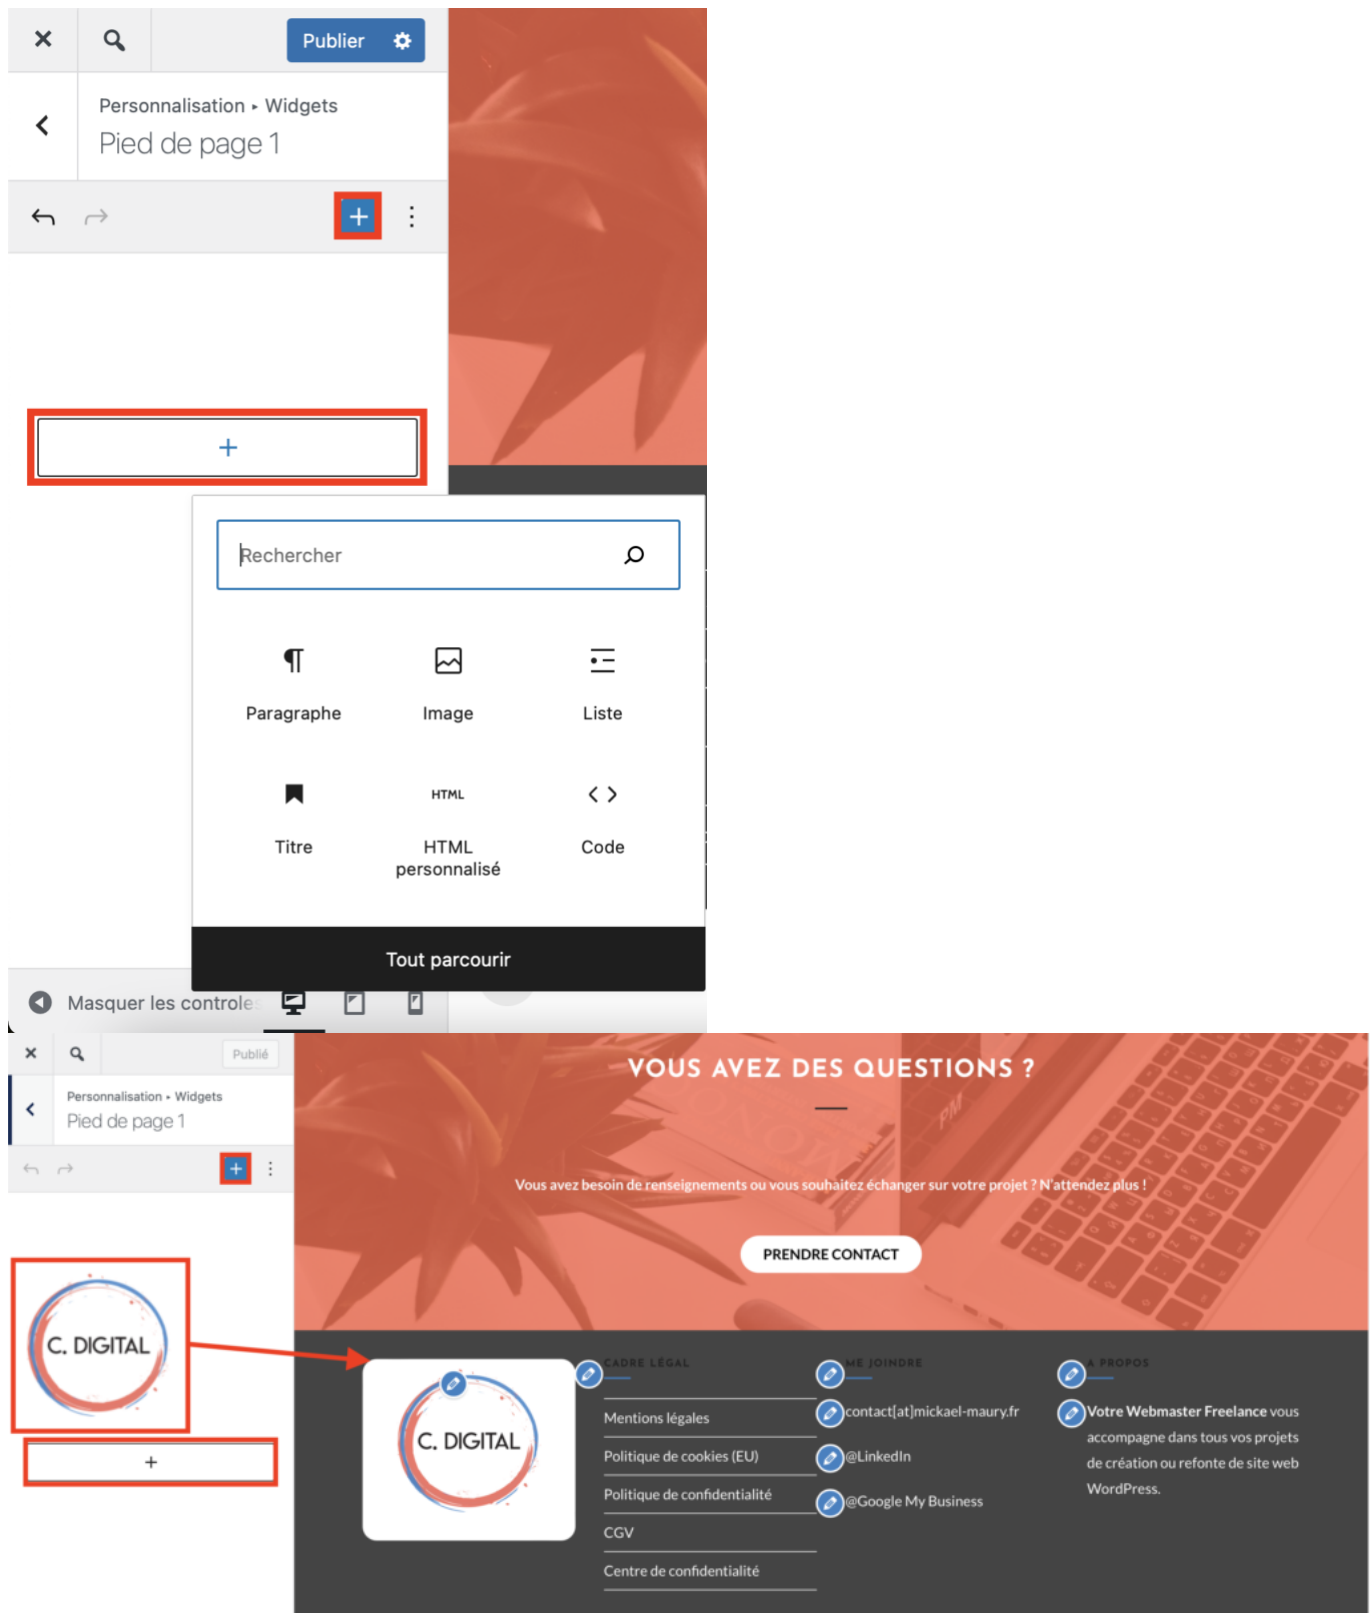 Publier
Personnalisation ▸ Widgets
Pied de page 1
Rechercher
Paragraphe
Image
Liste
Titre
HTML
HTML personnalisé
Code
Tout parcourir
Masquer les controles
Publié
Personnalisation ▸ Widgets
Pied de page 1
C. DIGITAL
VOUS AVEZ DES QUESTIONS ?
Vous avez besoin de renseignements ou vous souhaitez échanger sur votre projet ? N'attendez plus !
PRENDRE CONTACT
C. DIGITAL
CADRE LÉGAL
Mentions légales
Politique de cookies (EU)
Politique de confidentialité
CGV
Centre de confidentialité
ME JOINDRE
contact[at]mickael-maury.fr
@LinkedIn
@Google My Business
A PROPOS
Votre Webmaster Freelance vous
accompagne dans tous vos projets
de création ou refonte de site web
WordPress.